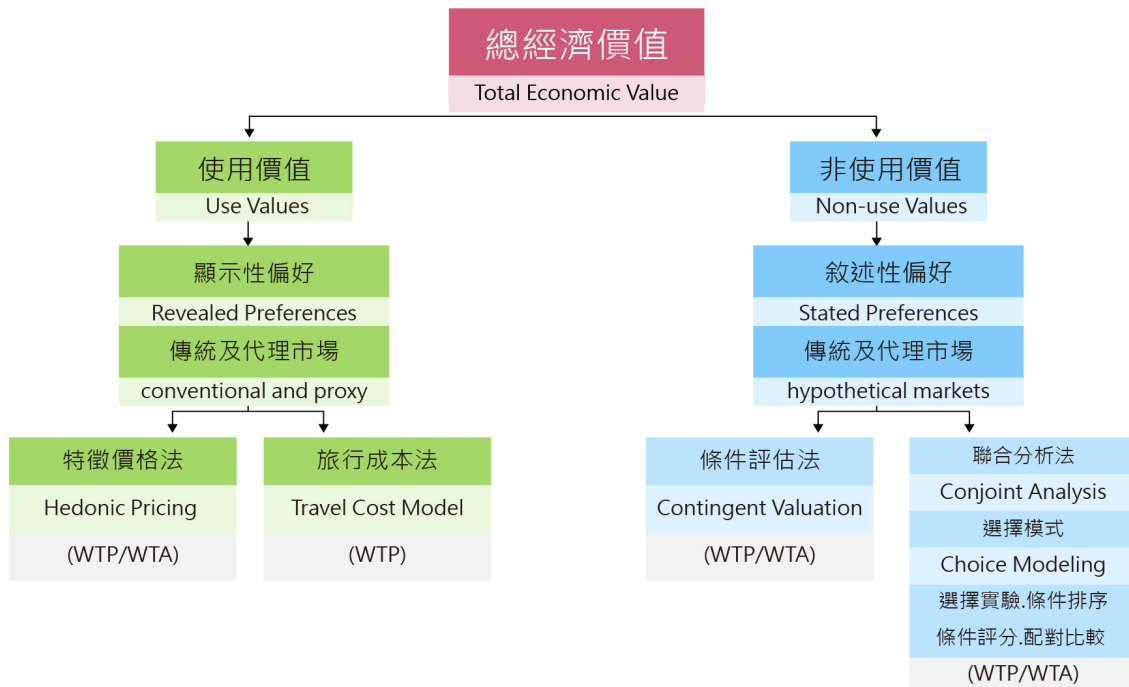 總經濟價值
Total Economic Value
使用價值
Use Values
顯示性偏好
Revealed Preferences
傳統及代理市場
conventional and proxy
特徵價格法
Hedonic Pricing
(WTP/WTA)
旅行成本法
Travel Cost Model
(WTP)
非使用價值
Non-use Values
敘述性偏好
Stated Preferences
傳統及代理市場
hypothetical markets
條件評估法
Contingent Valuation
(WTP/WTA)
聯合分析法
Conjoint Analysis
選擇模式
Choice Modeling
選擇實驗.條件排序
條件評分.配對比較
(WTP/WTA)